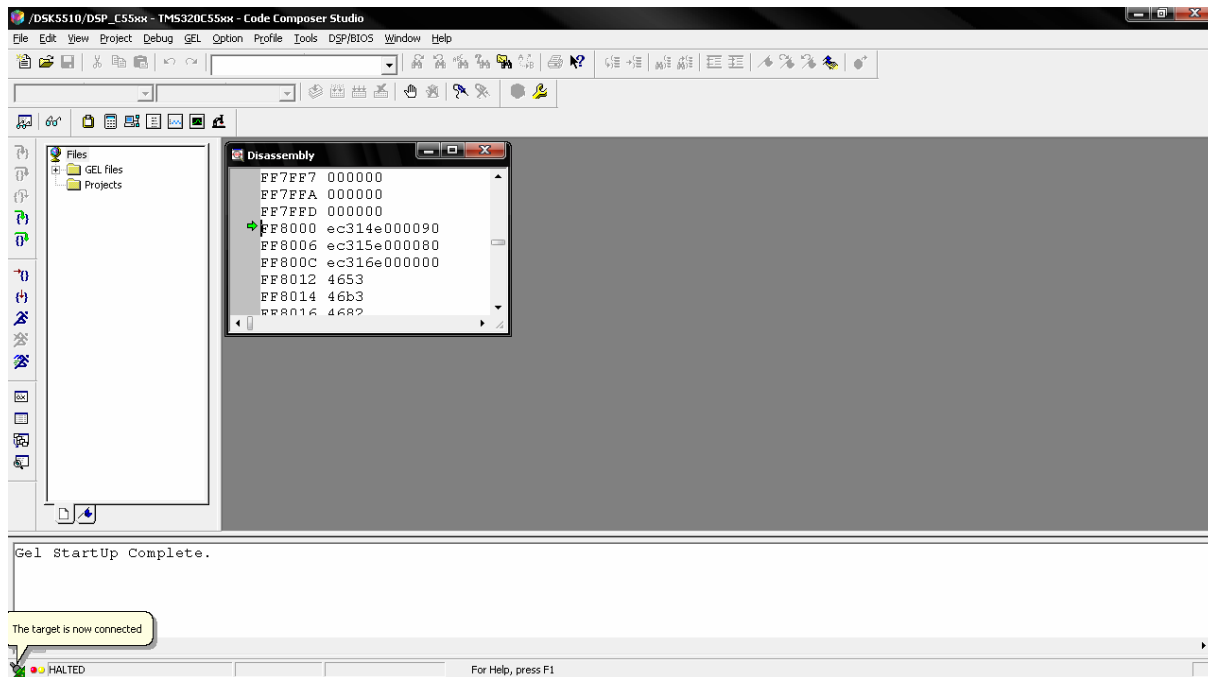 /DSK5510/DSP_C55xx - TMS320C55xx - Code Composer Studio
File Edit View Project Debug GEL Option Profile Tools DSP/BIOS Window Help
Files
GEL files
Projects
Disassembly
FF7FF7 000000
FF7FFA 000000
FF7FFD 000000
FF8000 ec314e000090
FF8006 ec315e000080
FF800C ec316e000000
FF8012 4653
FF8014 46b3
FF8016 4682
Gel StartUp Complete.
The target is now connected
HALTED
For Help, press F1